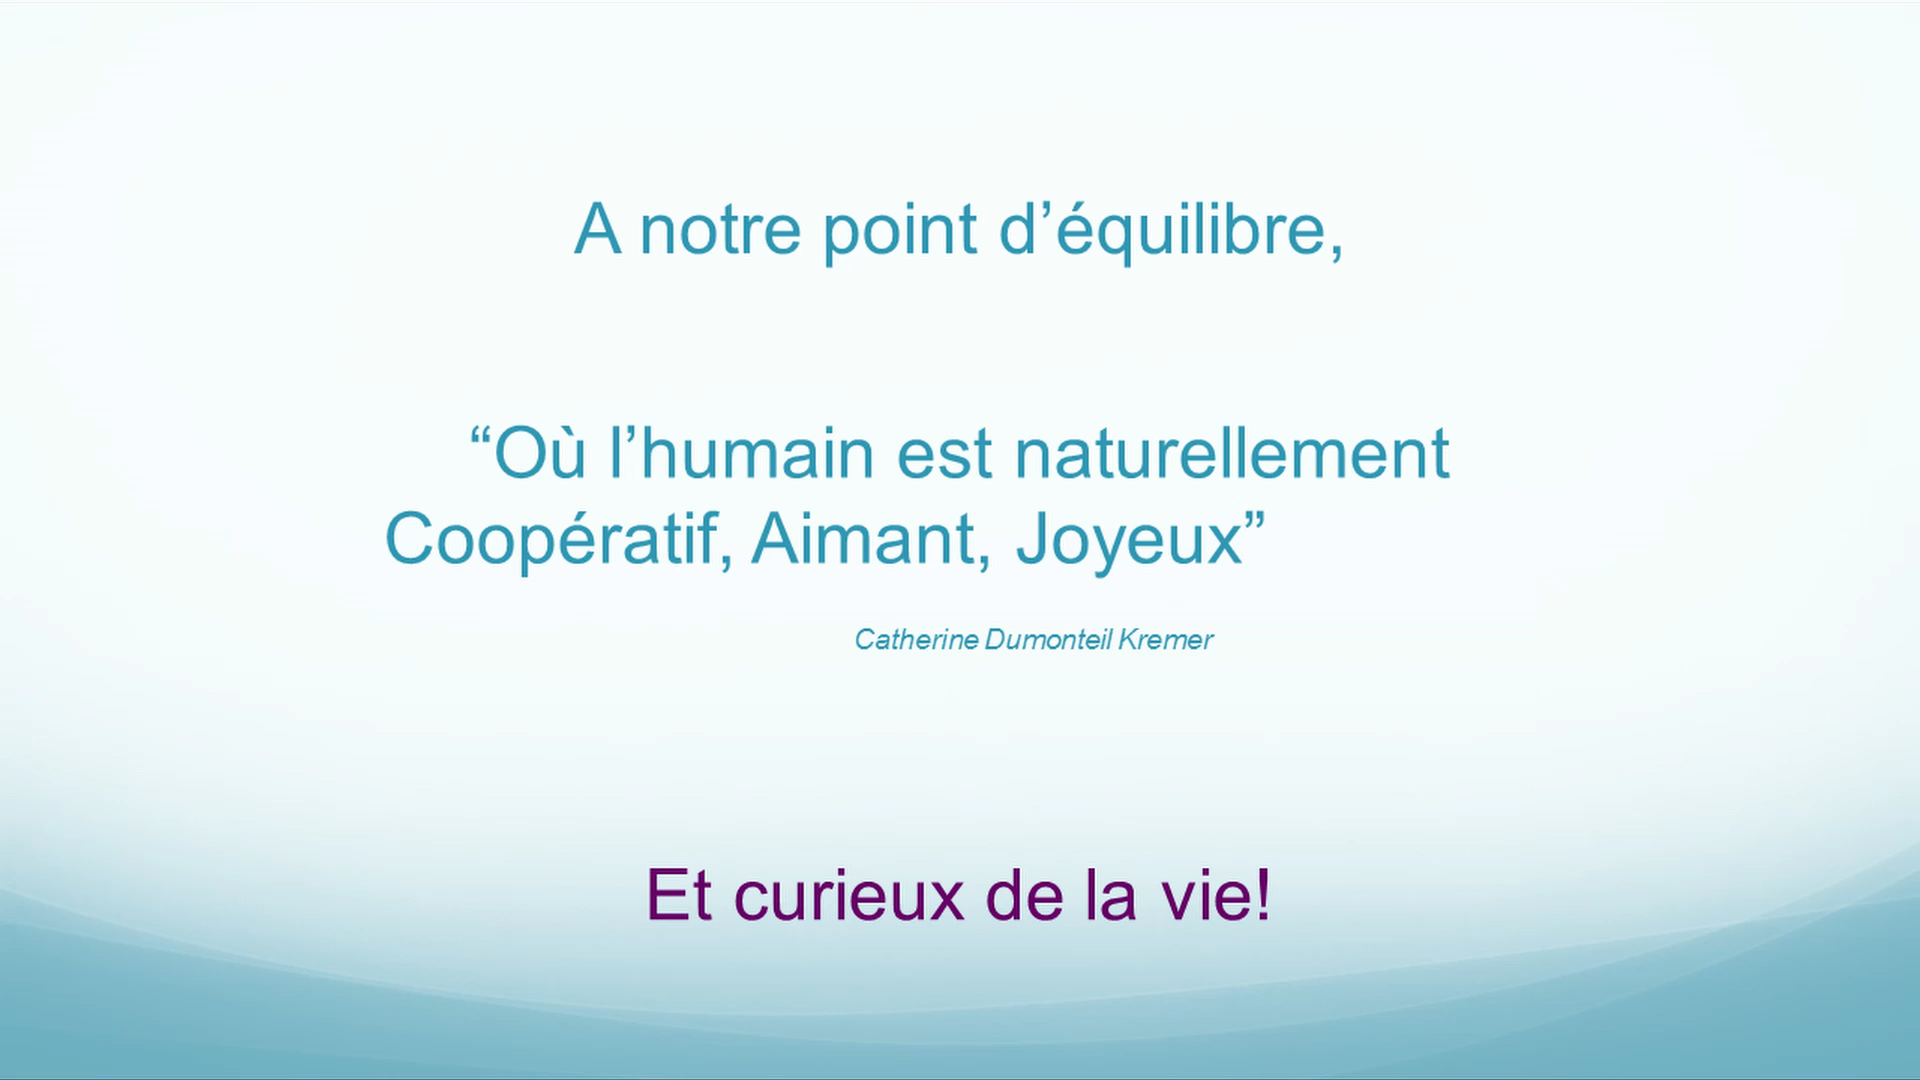 A notre point d’équilibre,
“Où l’humain est naturellement
Coopératif, Aimant, Joyeux”
Catherine Dumonteil Kremer
Et curieux de la vie!